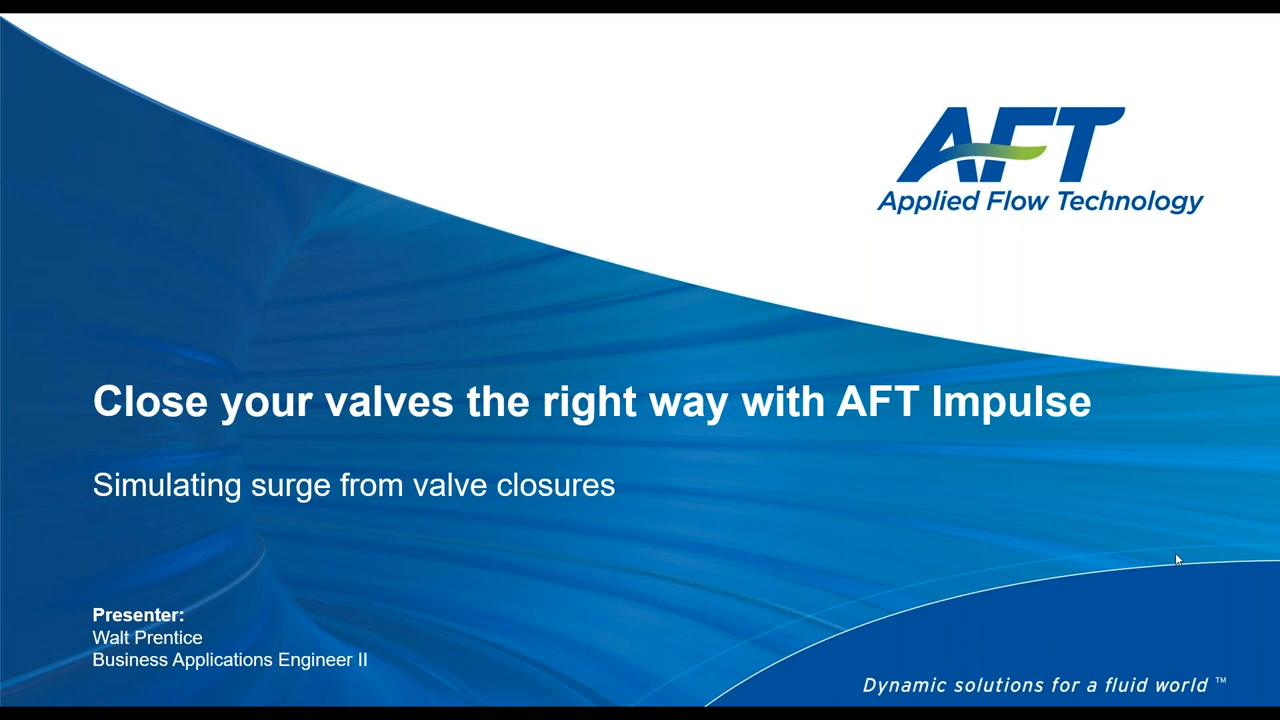 AFT
Applied Flow Technology
Close your valves the right way with AFT Impulse
Simulating surge from valve closures
Presenter:
Walt Prentice
Business Applications Engineer II
Dynamic solutions for a fluid world ™